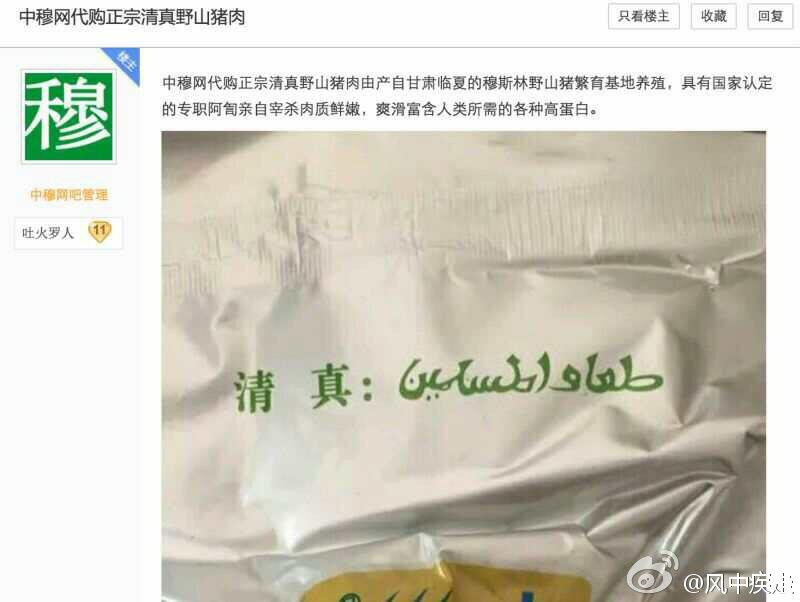 中穆网代购正宗清真野山猪肉
只看楼主
收藏
回复
楼主
穆
中穆网吧管理
吐火罗人 11
中穆网代购正宗清真野山猪肉由产自甘肃临夏的穆斯林野山猪繁育基地养殖，具有国家认定
的专职阿訇亲自宰杀肉质鲜嫩，爽滑富含人类所需的各种高蛋白。
清 真：طعام المسلمين
@风中疾走